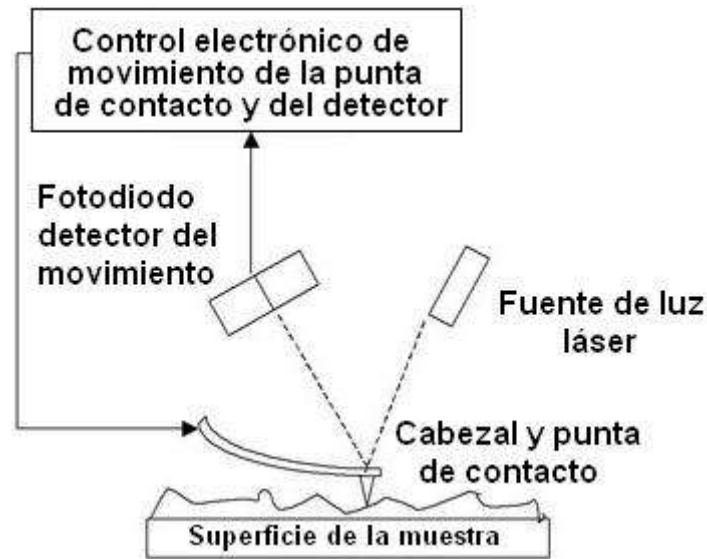 Control electrónico de
movimiento de la punta
de contacto y del detector
Fotodiodo
detector del
movimiento
Fuente de luz
láser
Cabezal y punta
de contacto
Superficie de la muestra